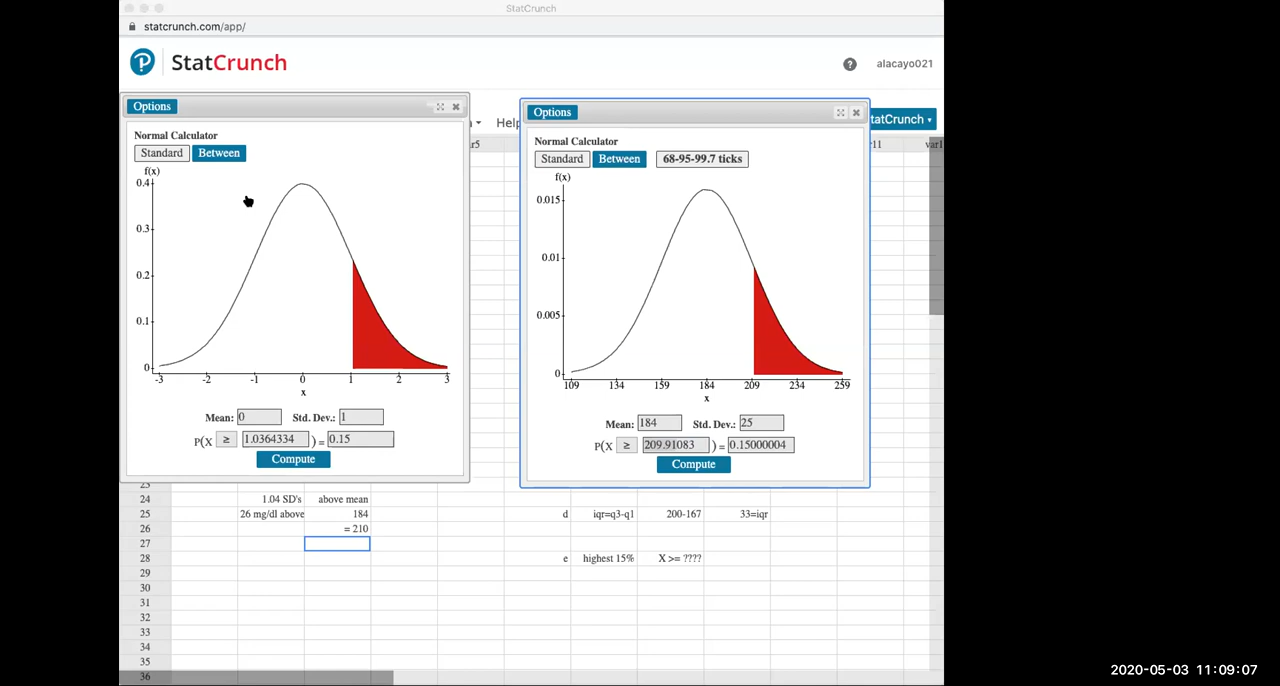 StatCrunch
statcrunch.com/app/
StatCrunch
alacayo021
Help
tatCrunch
r5
r11
Options
Normal Calculator
Standard Between
f(x)
0.4
0.3
0.2
0.1
0
-3 -2 -1 0 1 2 3
x
Mean: 0 Std. Dev.: 1
P(X ≥ 1.0364334 ) = 0.15
Compute
Options
Normal Calculator
Standard Between 68-95-99.7 ticks
f(x)
0.015
0.01
0.005
0
109 134 159 184 209 234 259
x
Mean: 184 Std. Dev.: 25
P(X ≥ 209.91083 ) = 0.15000004
Compute
23
24 1.04 SD's above mean
25 26 mg/dl above 184 d iqr=q3-q1 200-167 33=iqr
26 = 210
27
28 e highest 15% X >= ????
29
30
31
32
33
34
35
36
2020-05-03 11:09:07